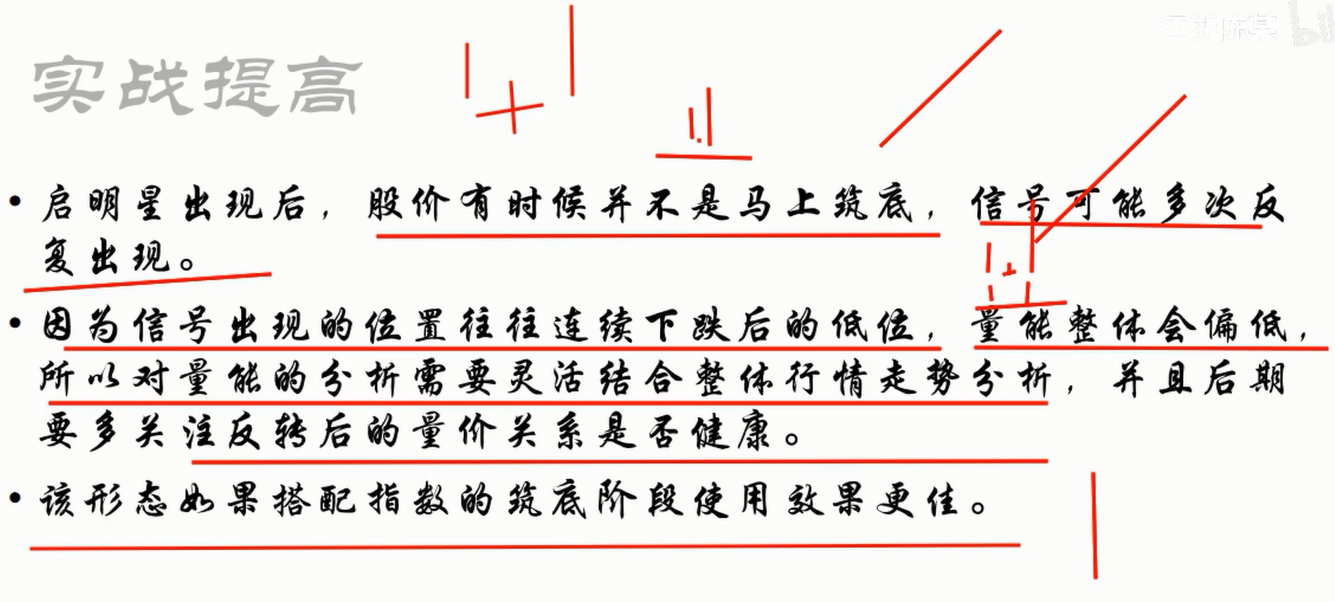 实战提高
• 启明星出现后，股价有时候并不是马上筑底，信号可能多次反
复出现。
• 因为信号出现的位置往往连续下跌后的低位，量能整体会偏低，
所以对量能的分析需要灵活结合整体行情走势分析，并且后期
要多关注反转后的量价关系是否健康。
• 该形态如果搭配指数的筑底阶段使用效果更佳。